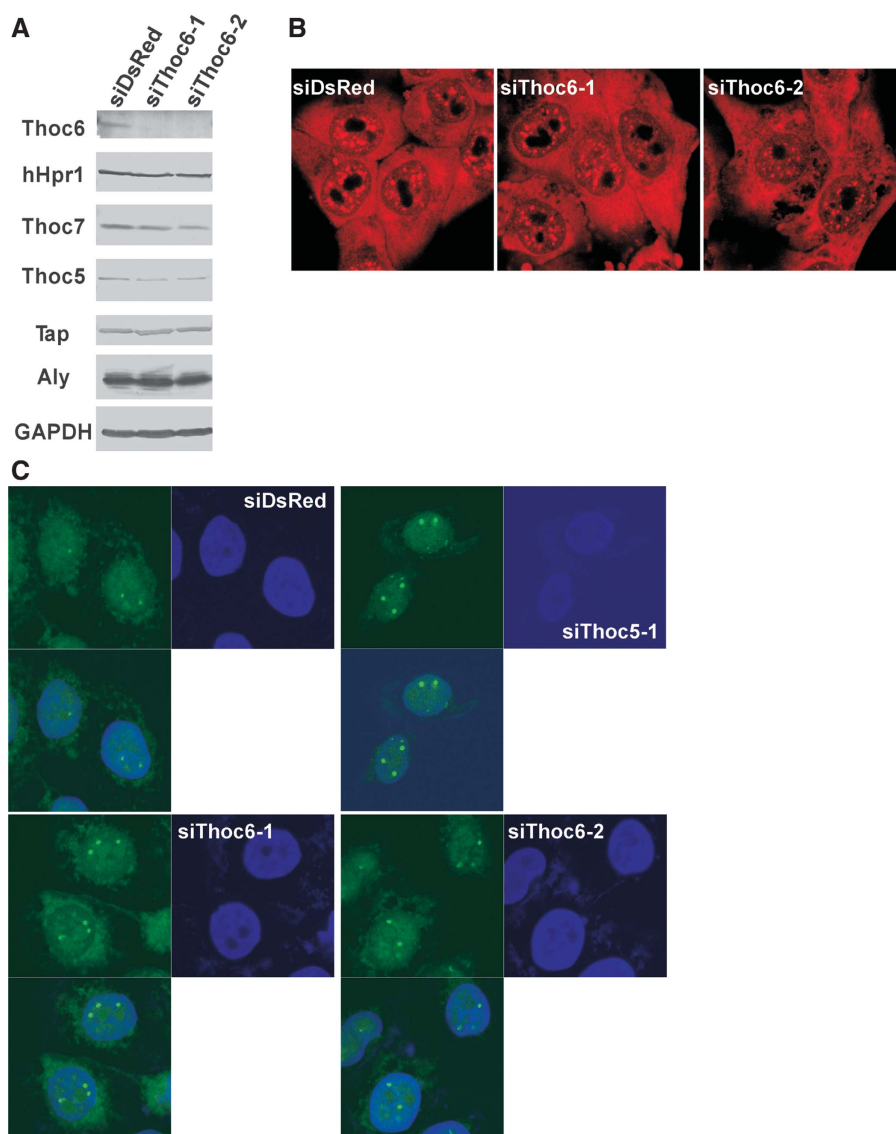 A
siDsRed
siThoc6-1
siThoc6-2
Thoc6
hHpr1
Thoc7
Thoc5
Tap
Aly
GAPDH
B
siDsRed
siThoc6-1
siThoc6-2
C
siDsRed
siThoc5-1
siThoc6-1
siThoc6-2